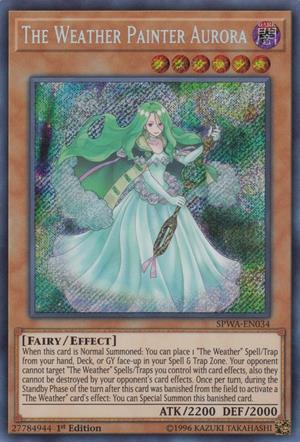 THE WEATHER PAINTER AURORA
SPWA-EN034
[FAIRY/EFFECT]
When this card is Normal Summoned: You can place 1 "The Weather" Spell/Trap
from your hand, Deck, or GY face-up in your Spell & Trap Zone. Your opponent
cannot target "The Weather" Spells/Traps you control with card effects, also they
cannot be destroyed by your opponent's card effects. Once per turn, during the
Standby Phase of the turn after this card was banished from the field to activate a
"The Weather" card's effect: You can Special Summon this banished card.
ATK/2200 DEF/2000
27784944 1st Edition
©1996 KAZUKI TAKAHASHI